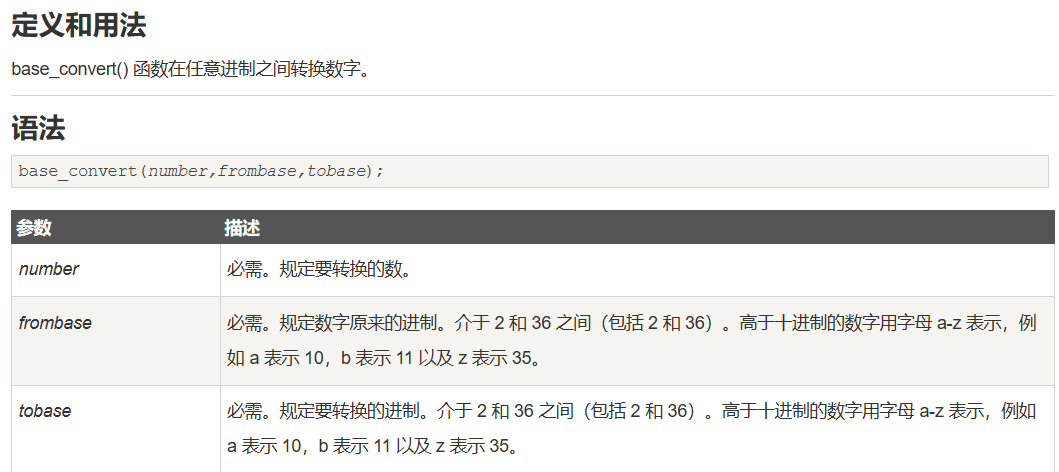 定义和用法
base_convert() 函数在任意进制之间转换数字。
语法
base_convert(number,frombase,tobase);
参数 描述
number 必需。规定要转换的数。
frombase 必需。规定数字原来的进制。介于 2 和 36 之间（包括 2 和 36）。高于十进制的数字用字母 a-z 表示，例
如 a 表示 10，b 表示 11 以及 z 表示 35。
tobase 必需。规定要转换的进制。介于 2 和 36 之间（包括 2 和 36）。高于十进制的数字用字母 a-z 表示，例如
a 表示 10，b 表示 11 以及 z 表示 35。